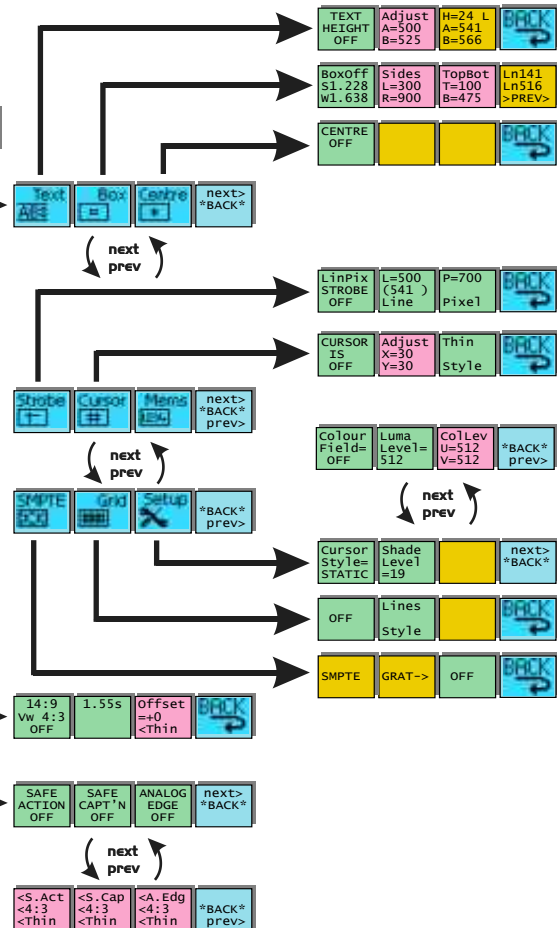 TEXT
HEIGHT
OFF
Adjust
A=500
B=525
H=24 L
A=541
B=566
BACK
BoxOff
S1.228
W1.638
Sides
L=300
R=900
TopBot
T=100
B=475
Ln141
Ln516
>PREV>
CENTRE
OFF
BACK
Text
ABC
Box
Centre
next>
*BACK*
next
prev
LinPix
STROBE
OFF
L=500
(541 )
Line
P=700
Pixel
BACK
CURSOR
IS
OFF
Adjust
X=30
Y=30
Thin
Style
BACK
Strobe
Cursor
Mems
1234
next>
*BACK*
prev>
next
prev
Colour
Field=
OFF
Luma
Level=
512
ColLev
U=512
V=512
*BACK*
prev>
next
prev
SMPTE
Grid
Setup
*BACK*
prev>
Cursor
Style=
STATIC
Shade
Level
=19
next>
*BACK*
OFF
Lines
Style
BACK
SMPTE
GRAT->
OFF
BACK
14:9
Vw 4:3
OFF
1.55s
Offset
=+0
<Thin
BACK
SAFE
ACTION
OFF
SAFE
CAPT'N
OFF
ANALOG
EDGE
OFF
next>
*BACK*
next
prev
<S.Act
<4:3
<Thin
<S.Cap
<4:3
<Thin
<A.Edg
<4:3
<Thin
*BACK*
prev>